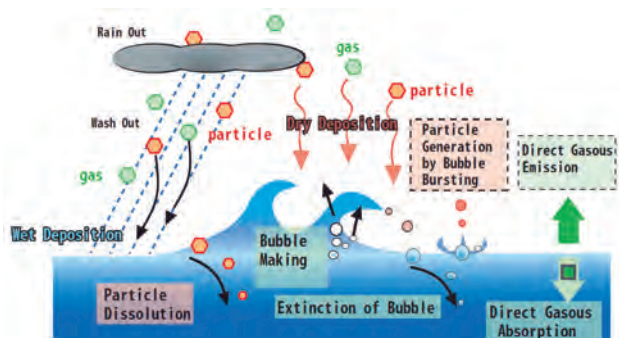 Rain Out
gas
particle
Wash Out
particle
Dry Deposition
Particle
Generation
by Bubble
Bursting
Direct Gasous
Emission
gas
Wet Deposition
Bubble
Making
Particle
Dissolution
Extinction of Bubble
Direct Gasous
Absorption